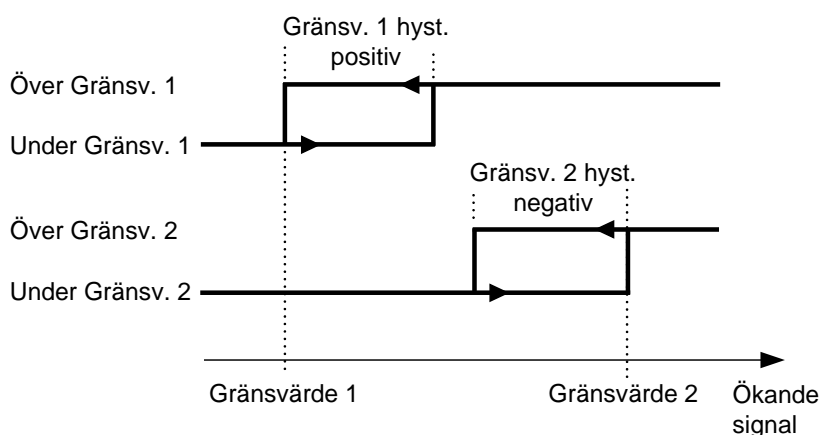 Gränsv. 1 hyst.
positiv
Över Gränsv. 1
Under Gränsv. 1
Gränsv. 2 hyst.
negativ
Över Gränsv. 2
Under Gränsv. 2
Gränsvärde 1
Gränsvärde 2
Ökande
signal